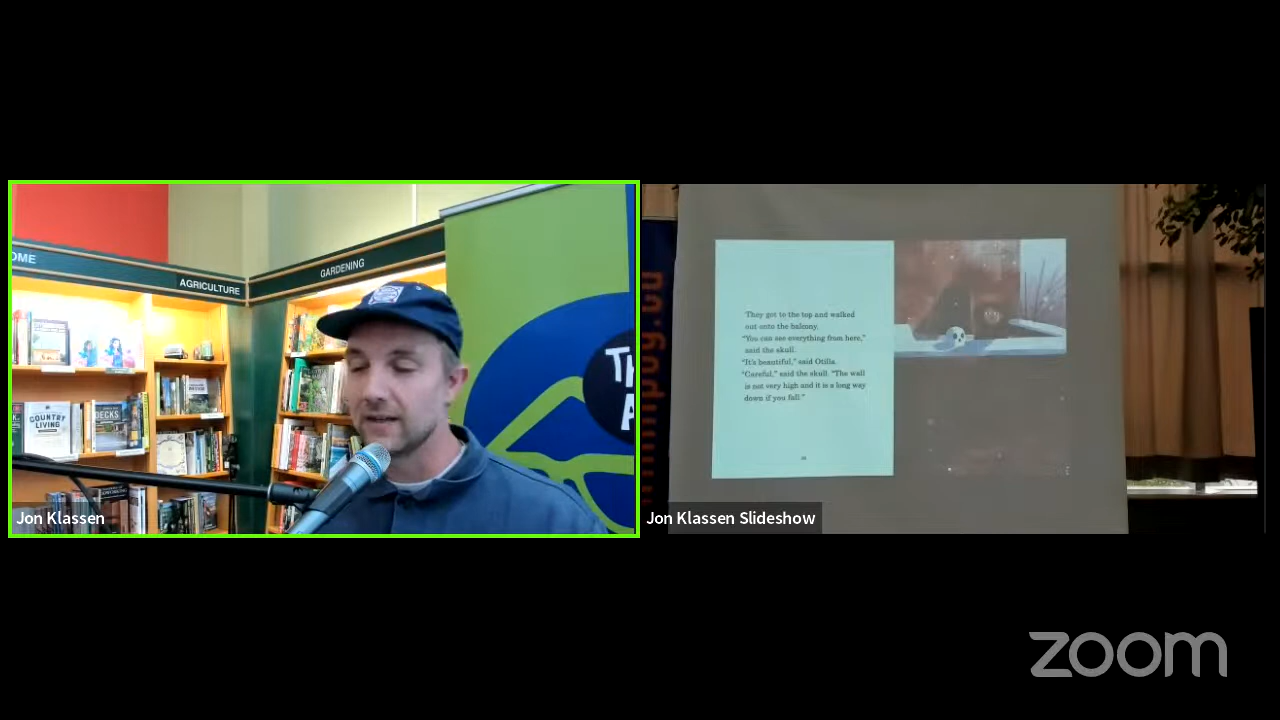 OME
AGRICULTURE
GARDENING
COUNTRY
LIVING
DECKS
Jon Klassen
They got to the top and walked
out onto the balcony.
“You can see everything from here,”
said the skull.
“It’s beautiful,” said Otilla.
“Careful,” said the skull. “The wall
is not very high and it is a long way
down if you fall.”
Jon Klassen Slideshow
zoom